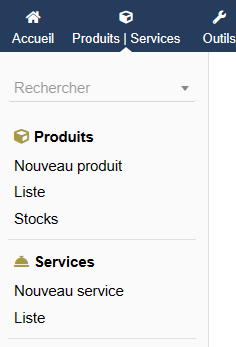 Accueil
Produits | Services
Outils
Rechercher
Produits
Nouveau produit
Liste
Stocks
Services
Nouveau service
Liste